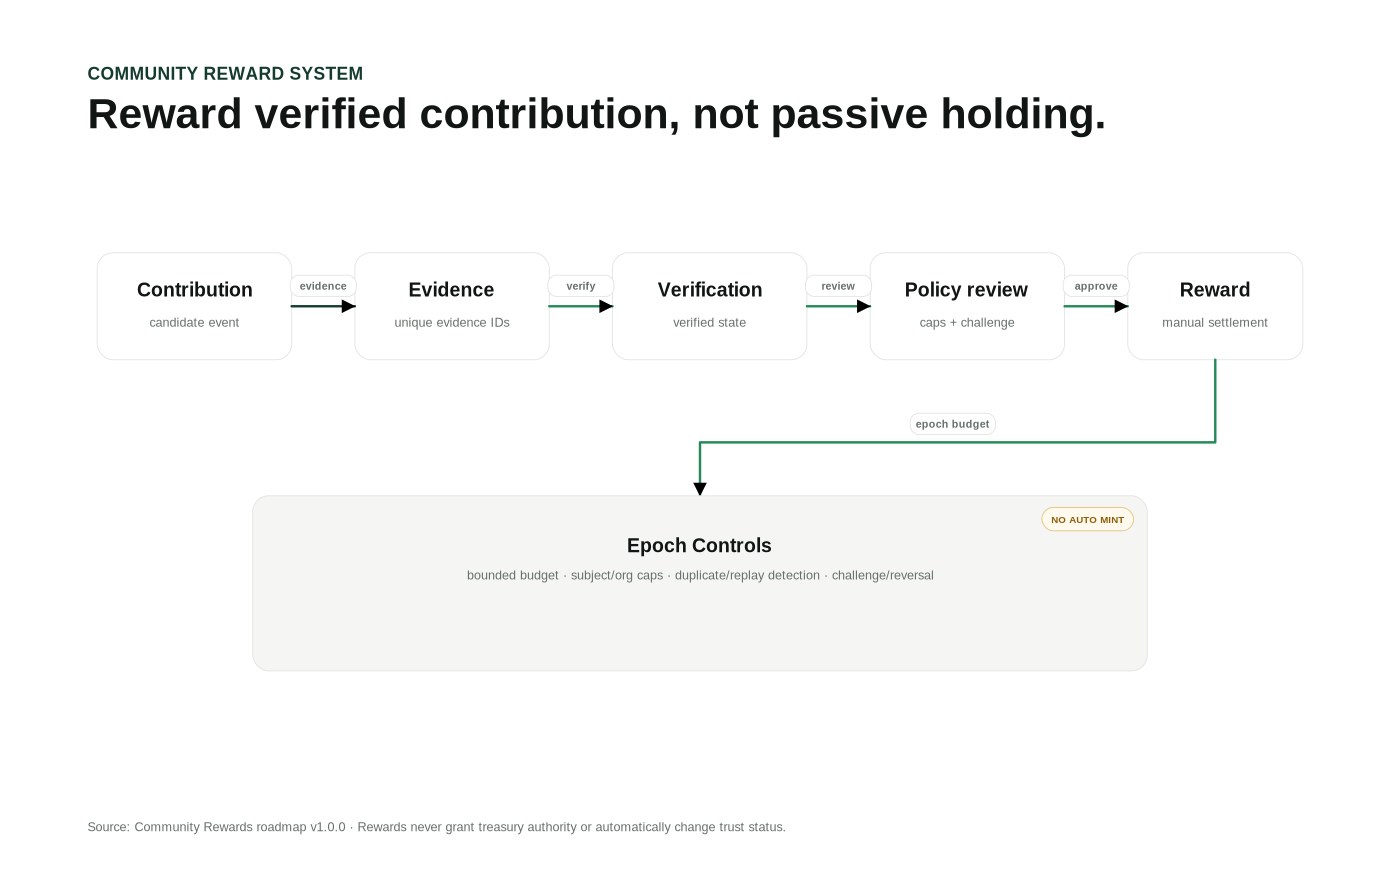 COMMUNITY REWARD SYSTEM
Reward verified contribution, not passive holding.
Contribution
candidate event
evidence
Evidence
unique evidence IDs
verify
Verification
verified state
review
Policy review
caps + challenge
approve
Reward
manual settlement
epoch budget
NO AUTO MINT
Epoch Controls
bounded budget · subject/org caps · duplicate/replay detection · challenge/reversal
Source: Community Rewards roadmap v1.0.0 · Rewards never grant treasury authority or automatically change trust status.